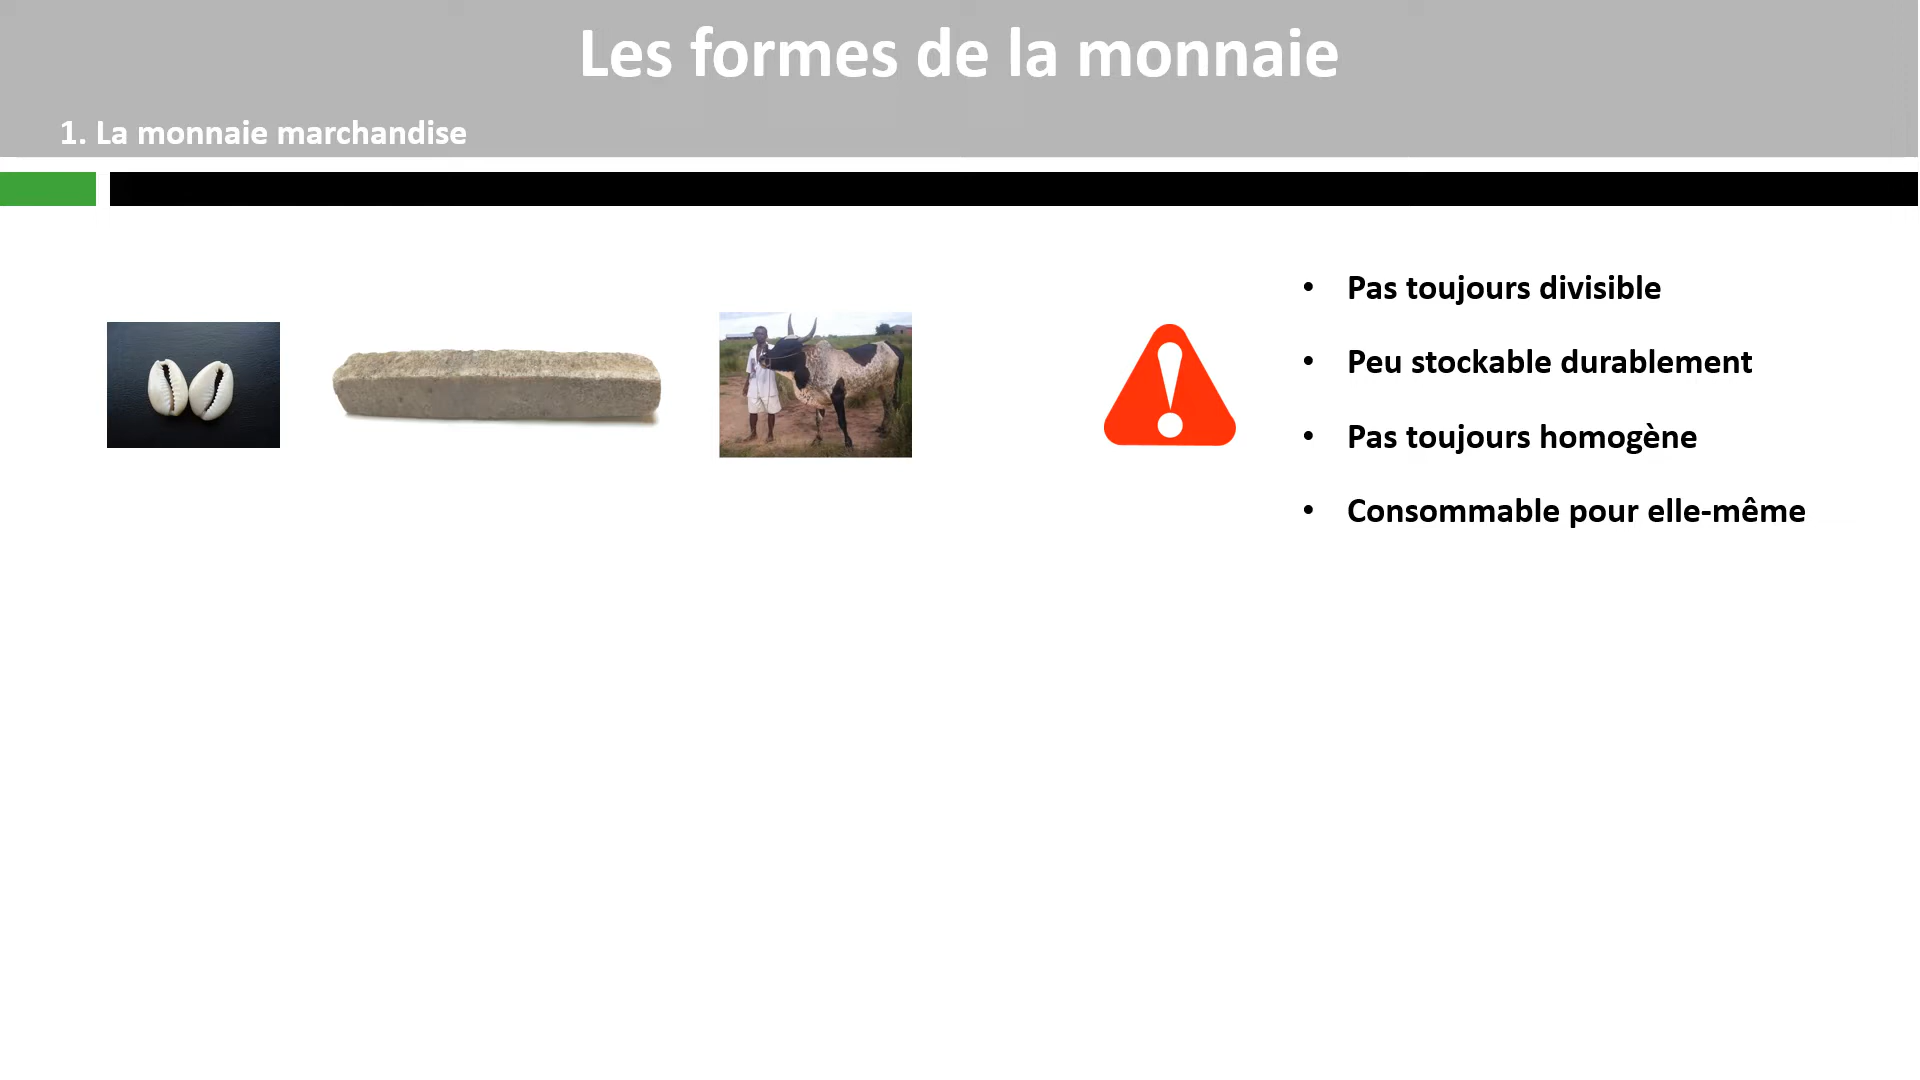 Les formes de la monnaie
1. La monnaie marchandise
• Pas toujours divisible
• Peu stockable durablement
• Pas toujours homogène
• Consommable pour elle-même